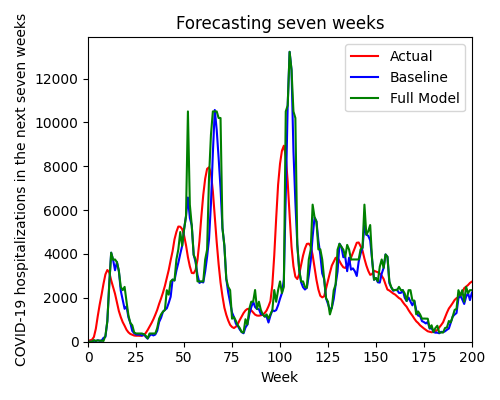 Forecasting seven weeks
COVID-19 hospitalizations in the next seven weeks
12000
10000
8000
6000
4000
2000
0
Actual
Baseline
Full Model
0 25 50 75 100 125 150 175 200
Week